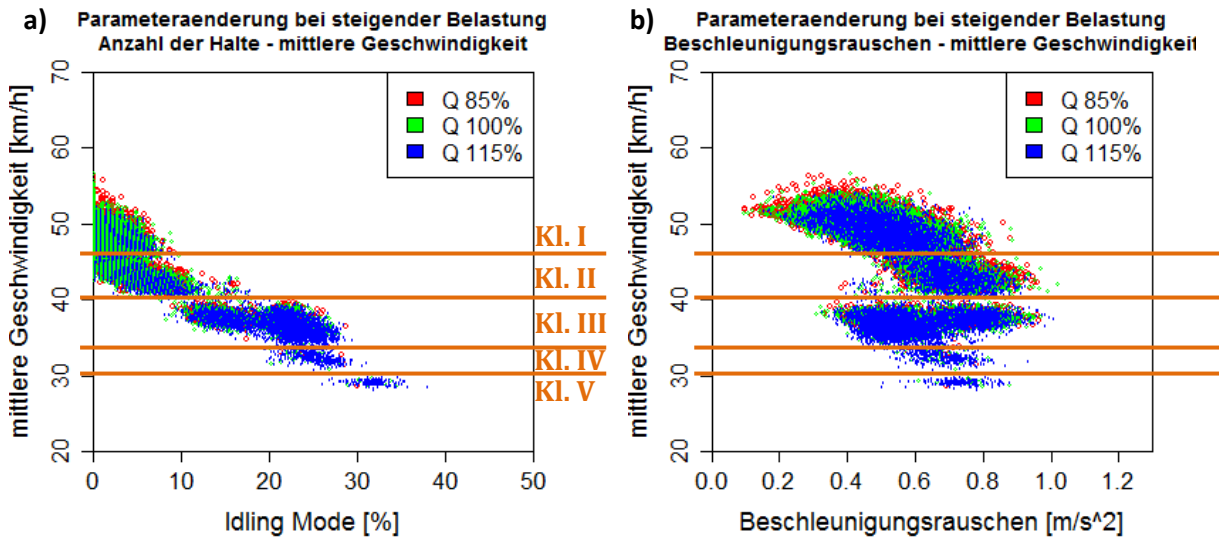 a)
Parameteraenderung bei steigender Belastung
Anzahl der Halte - mittlere Geschwindigkeit
mittlere Geschwindigkeit [km/h]
70
60
50
40
30
20
Q 85%
Q 100%
Q 115%
Kl. I
Kl. II
Kl. III
Kl. IV
Kl. V
0 10 20 30 40 50
Idling Mode [%]
b)
Parameteraenderung bei steigender Belastung
Beschleunigungsrauschen - mittlere Geschwindigkeit
mittlere Geschwindigkeit [km/h]
70
60
50
40
30
20
Q 85%
Q 100%
Q 115%
0.0 0.2 0.4 0.6 0.8 1.0 1.2
Beschleunigungsrauschen [m/s^2]